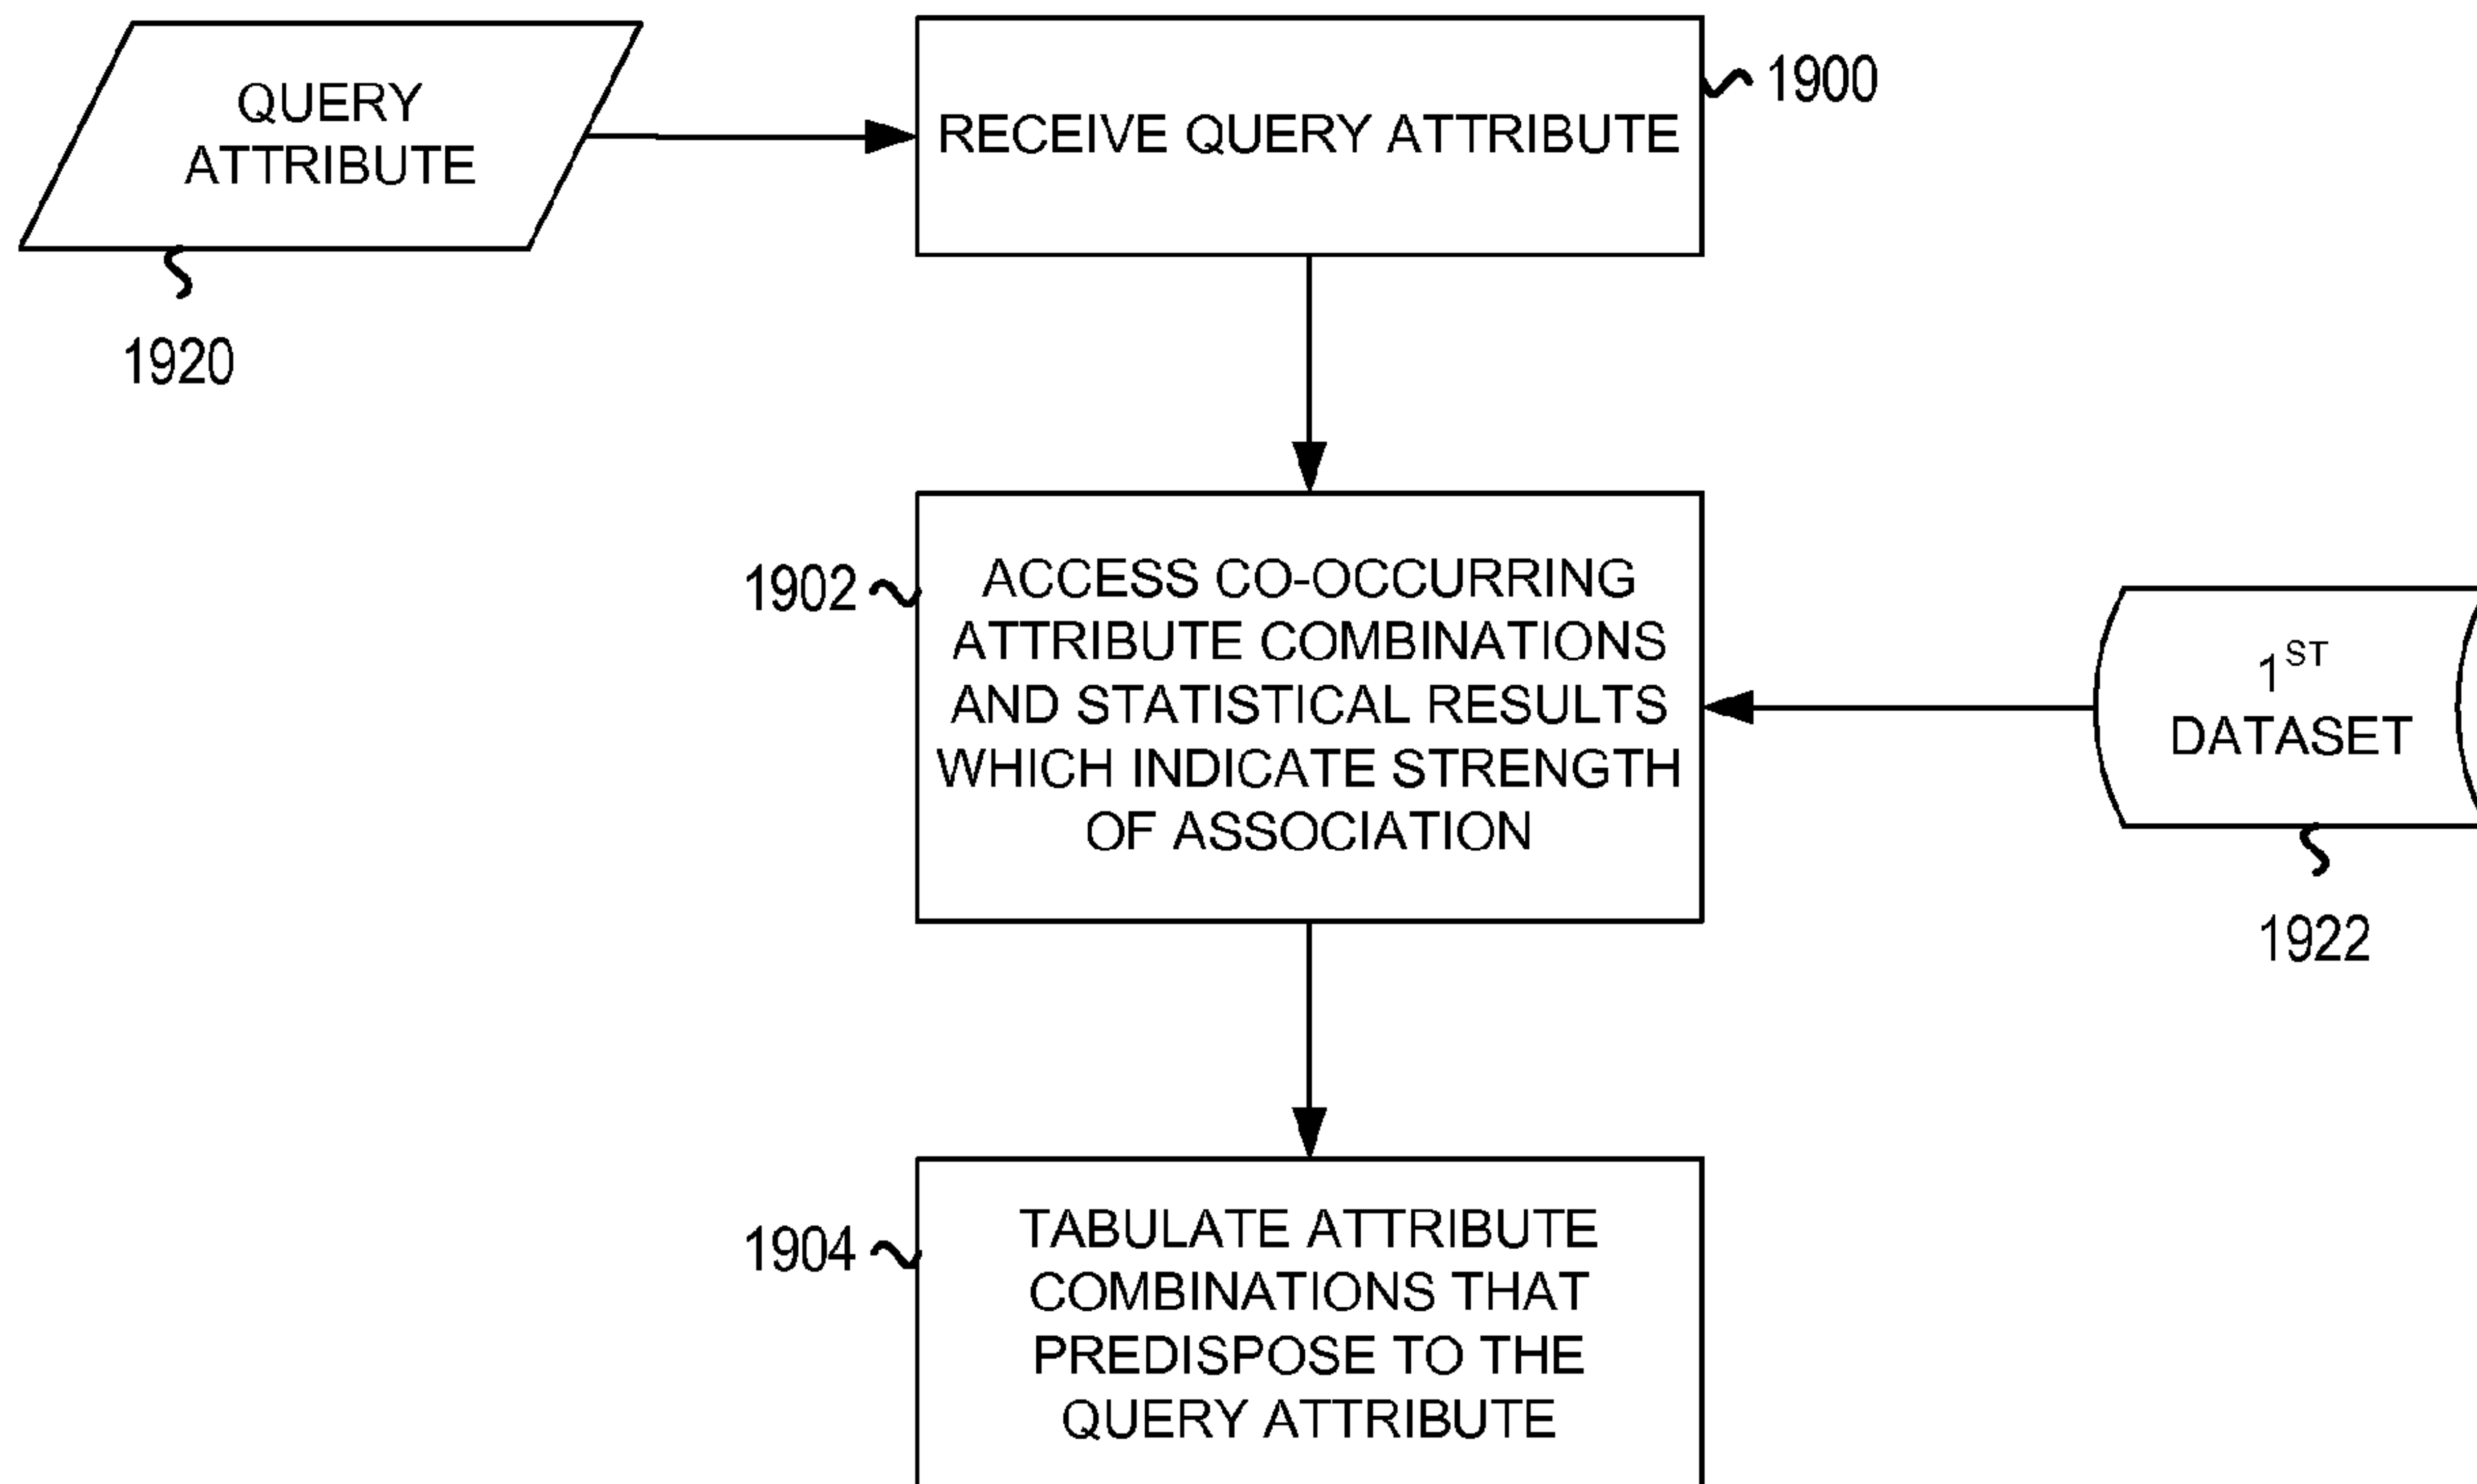 QUERY
ATTRIBUTE
1920
RECEIVE QUERY ATTRIBUTE
1900
1902
ACCESS CO-OCCURRING
ATTRIBUTE COMBINATIONS
AND STATISTICAL RESULTS
WHICH INDICATE STRENGTH
OF ASSOCIATION
1ST
DATASET
1922
1904
TABULATE ATTRIBUTE
COMBINATIONS THAT
PREDISPOSE TO THE
QUERY ATTRIBUTE